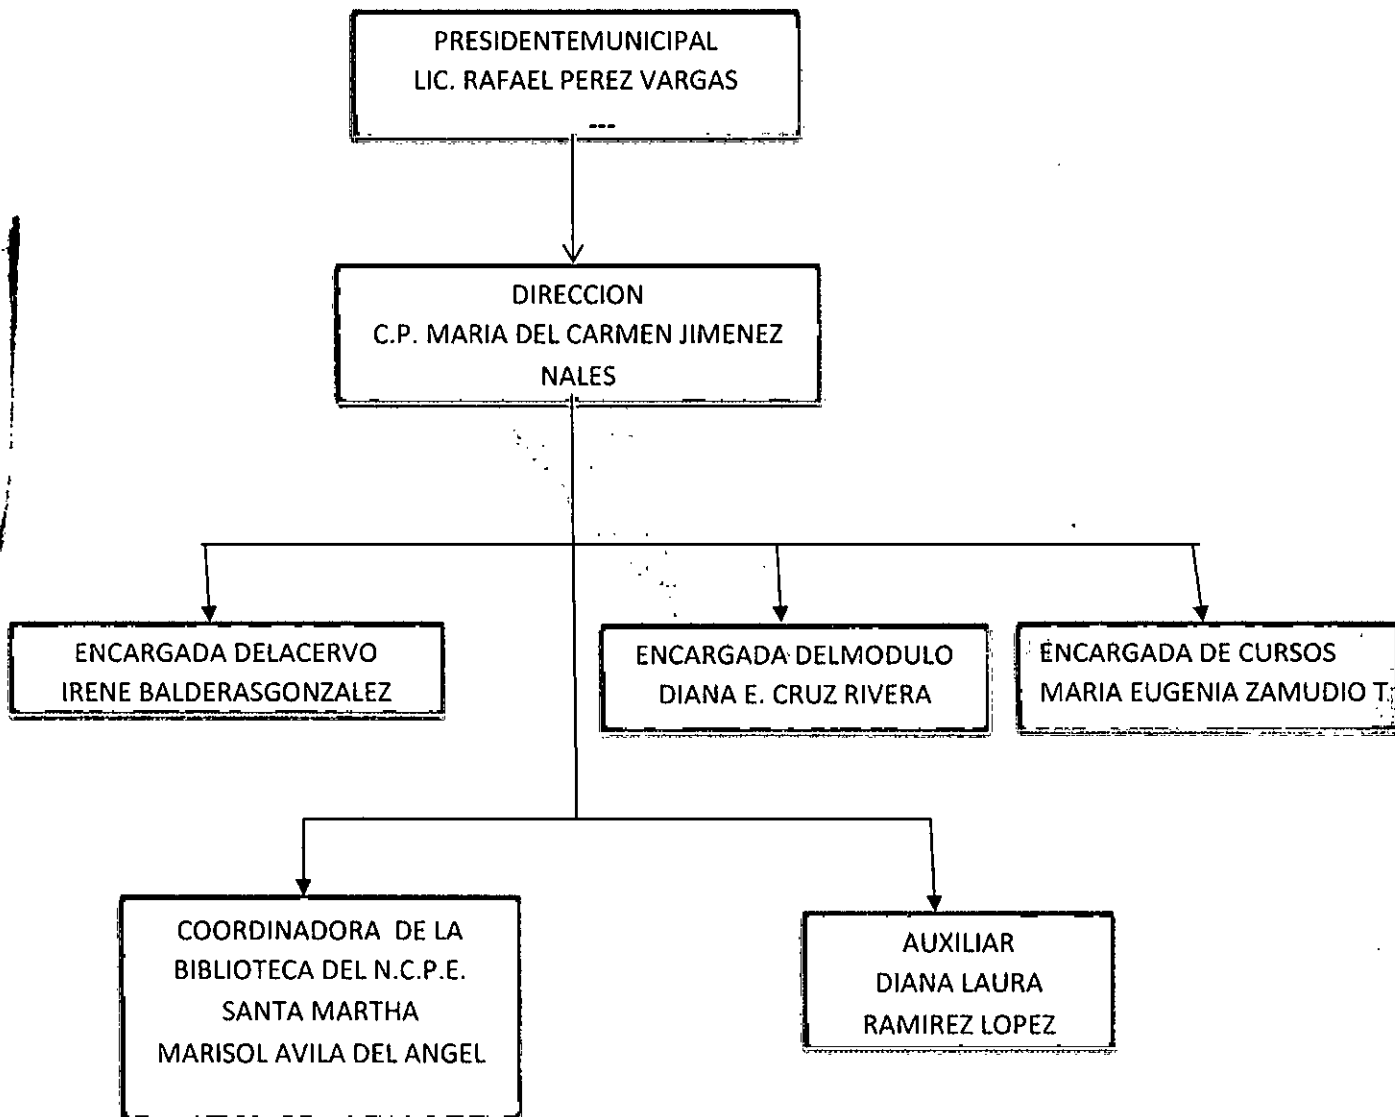 PRESIDENTEMUNICIPAL
LIC. RAFAEL PEREZ VARGAS
---
DIRECCION
C.P. MARIA DEL CARMEN JIMENEZ
NALES
ENCARGADA DELACERVO
IRENE BALDERASGONZALEZ
ENCARGADA DELMODULO
DIANA E. CRUZ RIVERA
ENCARGADA DE CURSOS
MARIA EUGENIA ZAMUDIO T.
COORDINADORA DE LA
BIBLIOTECA DEL N.C.P.E.
SANTA MARTHA
MARISOL AVILA DEL ANGEL
AUXILIAR
DIANA LAURA
RAMIREZ LOPEZ